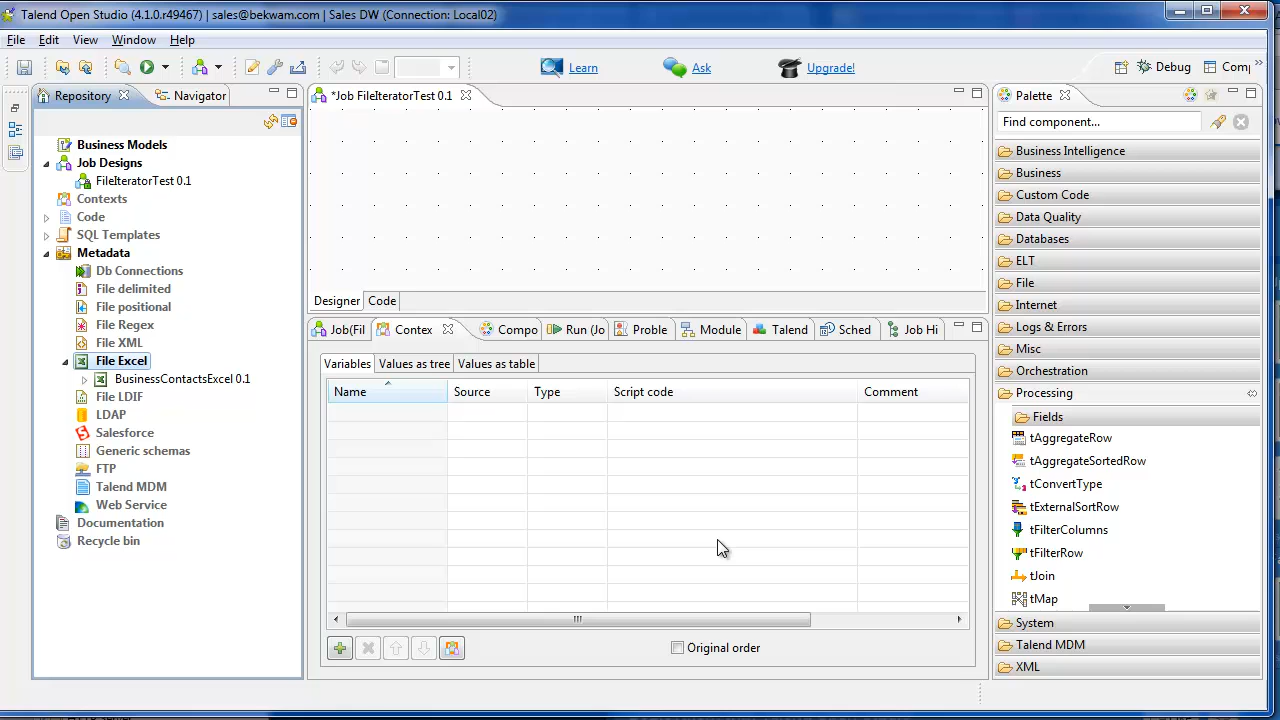 Talend Open Studio (4.1.0.r49467) | sales@bekwam.com | Sales DW (Connection: Local02)
File Edit View Window Help
Learn Ask Upgrade! Debug Comp
Repository Navigator
Business Models
Job Designs
FileIteratorTest 0.1
Contexts
Code
SQL Templates
Metadata
Db Connections
File delimited
File positional
File Regex
File XML
File Excel
BusinessContactsExcel 0.1
File LDIF
LDAP
Salesforce
Generic schemas
FTP
Talend MDM
Web Service
Documentation
Recycle bin
*Job FileIteratorTest 0.1
Designer Code
Job(Fil Contex Compo Run (Jo Proble Module Talend Sched Job Hi
Variables Values as tree Values as table
Name Source Type Script code Comment
Original order
Palette
Find component...
Business Intelligence
Business
Custom Code
Data Quality
Databases
ELT
File
Internet
Logs & Errors
Misc
Orchestration
Processing
Fields
tAggregateRow
tAggregateSortedRow
tConvertType
tExternalSortRow
tFilterColumns
tFilterRow
tJoin
tMap
System
Talend MDM
XML